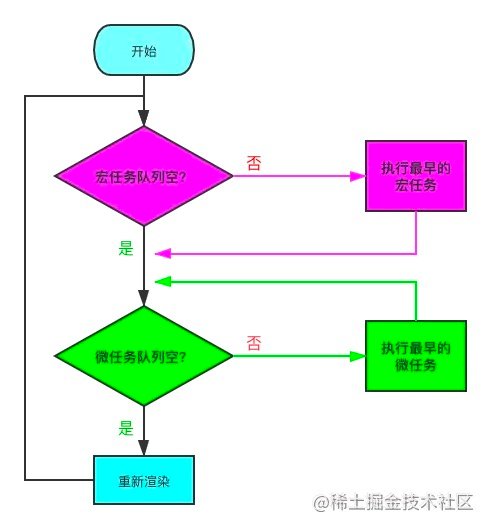 开始
宏任务队列空?
否
执行最早的
宏任务
是
微任务队列空?
否
执行最早的
微任务
是
重新渲染
@稀土掘金技术社区